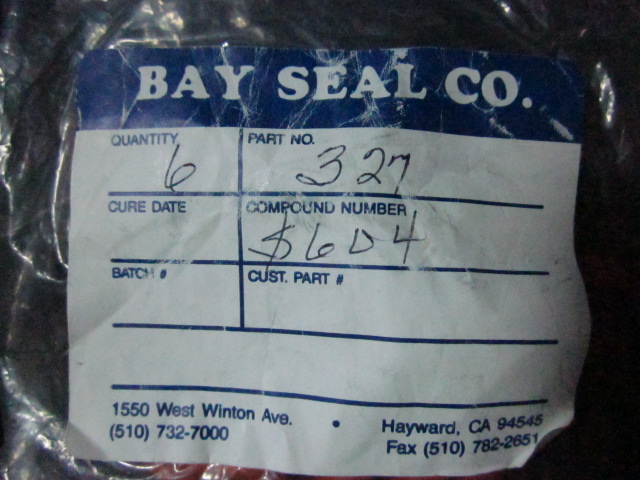 BAY SEAL CO.
QUANTITY PART NO.
6 327
CURE DATE COMPOUND NUMBER
$604
BATCH # CUST. PART #
1550 West Winton Ave. • Hayward, CA 94545
(510) 732-7000 Fax (510) 782-2651